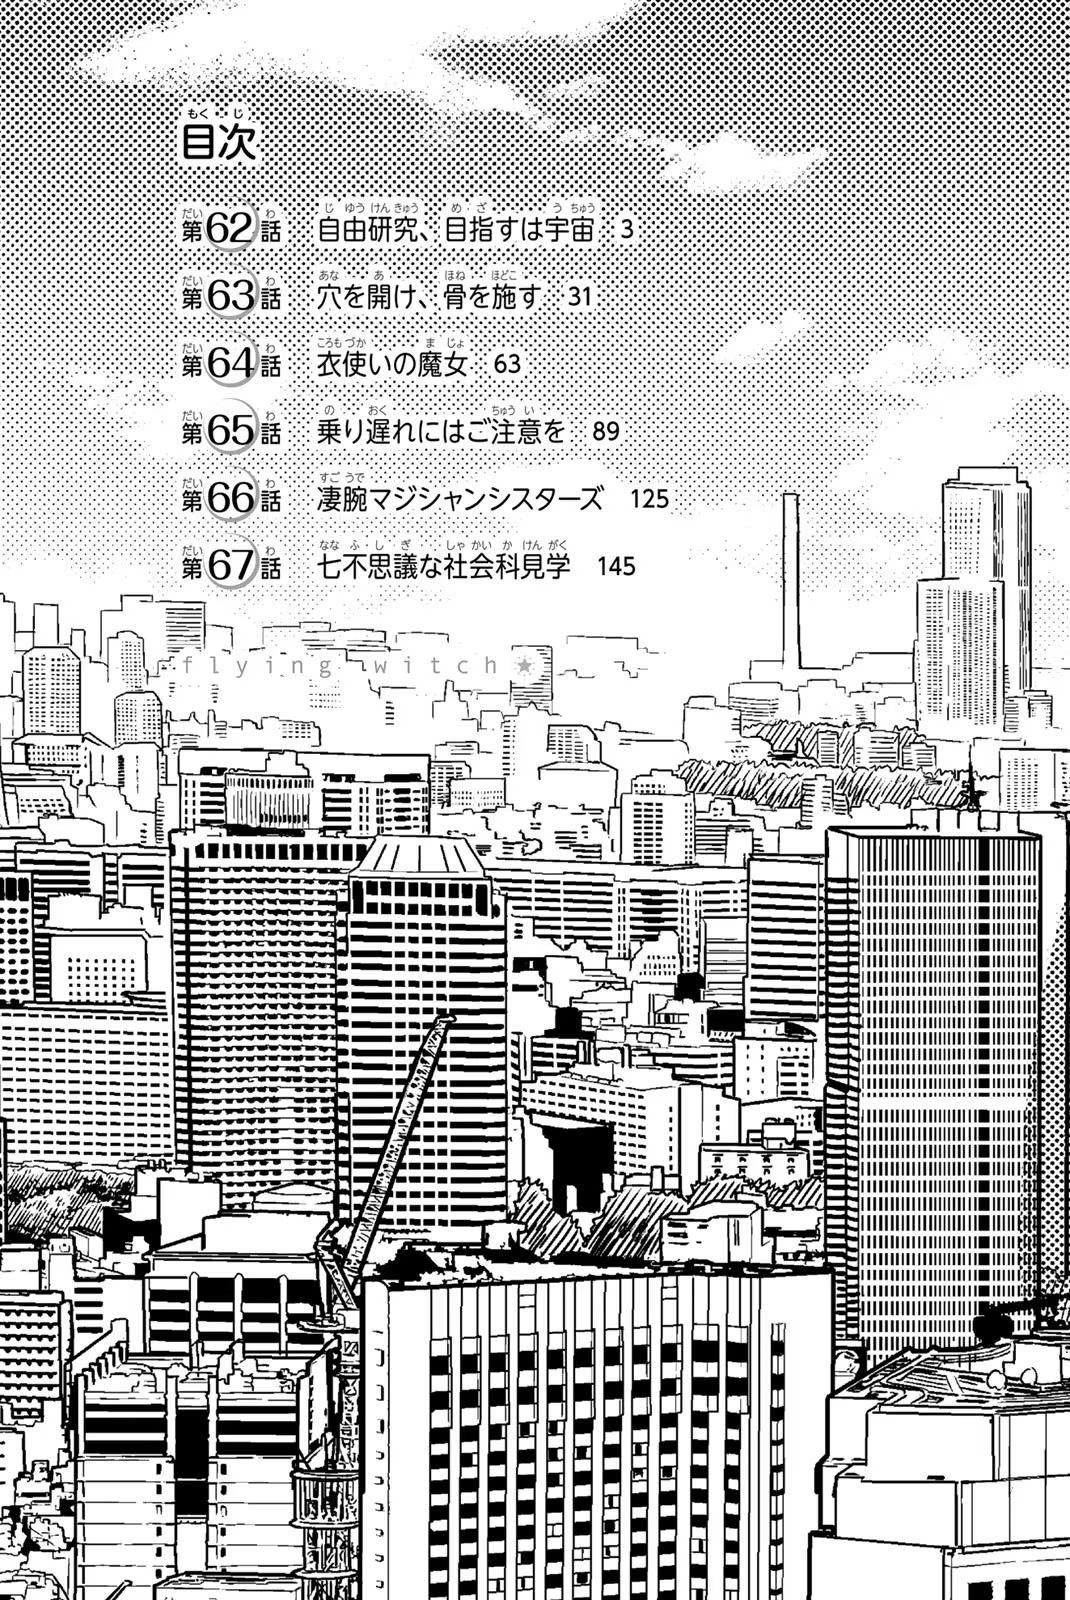 目次
第62話 自由研究、目指すは宇宙 3
第63話 穴を開け、骨を施す 31
第64話 衣使いの魔女 63
第65話 乗り遅れにはご注意を 89
第66話 凄腕マジシャンシスターズ 125
第67話 七不思議な社会科見学 145
flying witch★